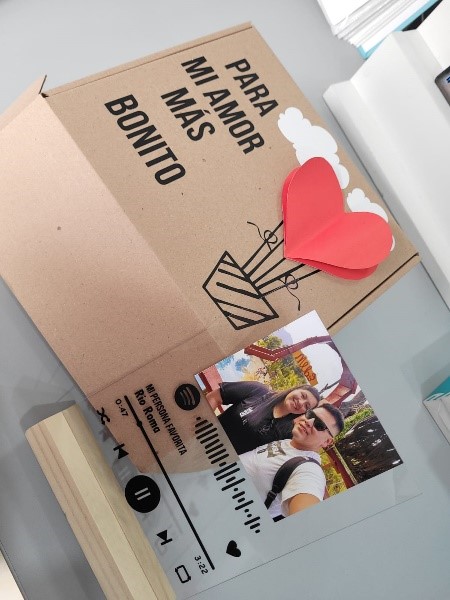 PARA
MI AMOR
MÁS
BONITO
MI PERSONA FAVORITA
Río Roma
0:47
3:22